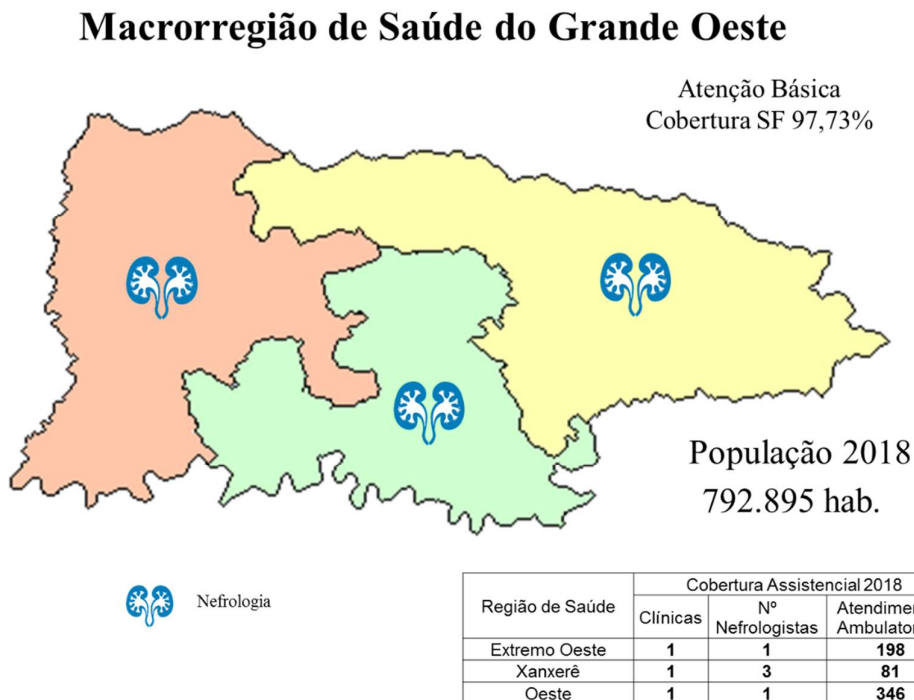 Macrorregião de Saúde do Grande Oeste
Atenção Básica
Cobertura SF 97,73%
População 2018
792.895 hab.
Nefrologia
Região de Saúde
Cobertura Assistencial 2018
Clínicas
Nº
Nefrologistas
Extremo Oeste 1 1 198
Xanxerê 1 3 81
Oeste 1 1 346